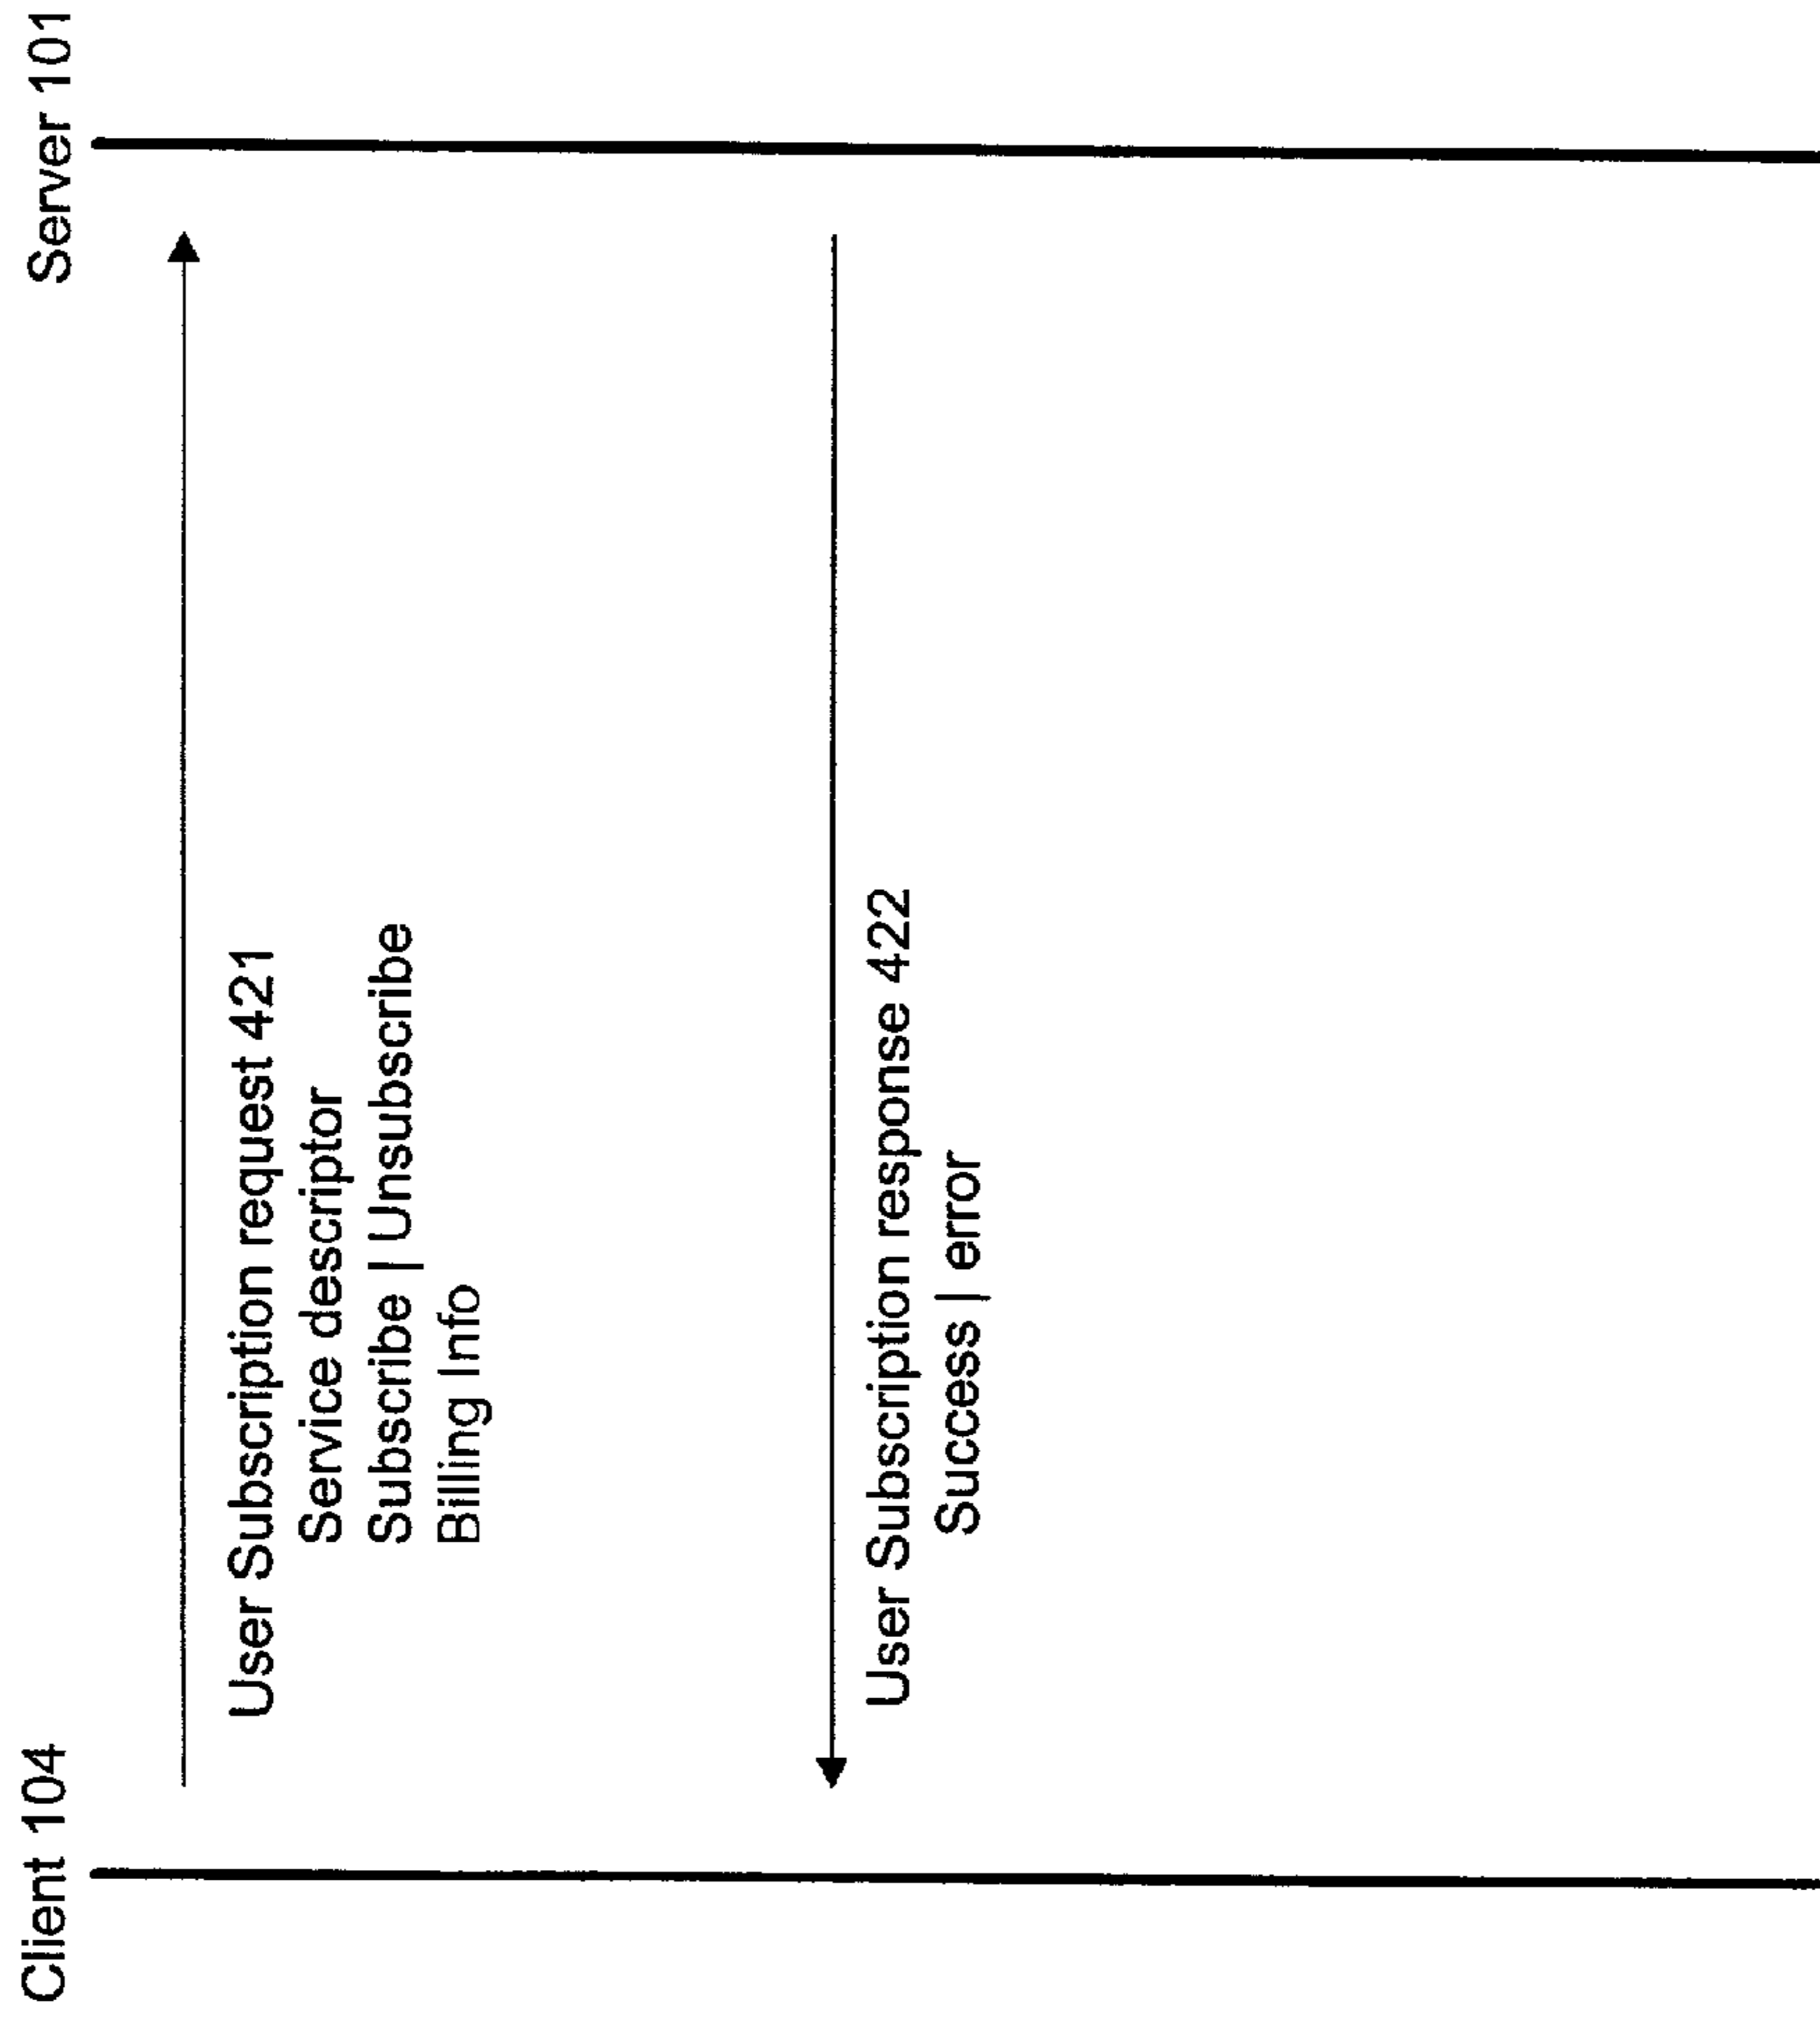 Client 104
Server 101
User Subscription request 421
Service descriptor
Subscribe | Unsubscribe
Billing Info
User Subscription response 422
Success | error